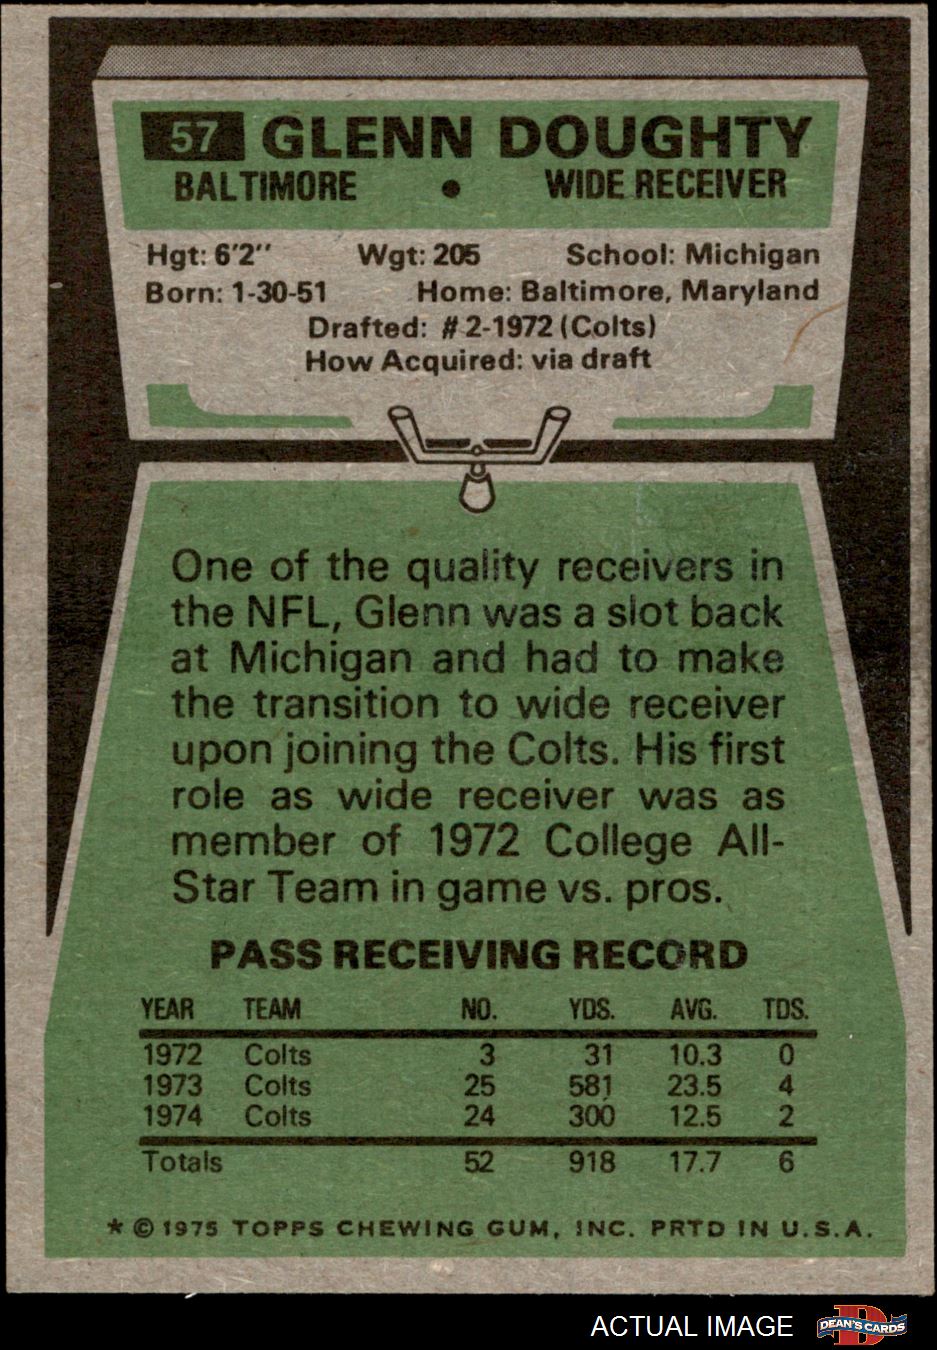 57 GLENN DOUGHTY
BALTIMORE • WIDE RECEIVER
Hgt: 6'2" Wgt: 205 School: Michigan
Born: 1-30-51 Home: Baltimore, Maryland
Drafted: #2-1972 (Colts)
How Acquired: via draft
One of the quality receivers in
the NFL, Glenn was a slot back
at Michigan and had to make
the transition to wide receiver
upon joining the Colts. His first
role as wide receiver was as
member of 1972 College All-
Star Team in game vs. pros.
PASS RECEIVING RECORD
YEAR TEAM NO. YDS. AVG. TDS.
1972 Colts 3 31 10.3 0
1973 Colts 25 581 23.5 4
1974 Colts 24 300 12.5 2
Totals 52 918 17.7 6
* © 1975 TOPPS CHEWING GUM, INC. PRTD IN U.S.A.
ACTUAL IMAGE D DEAN'S CARDS